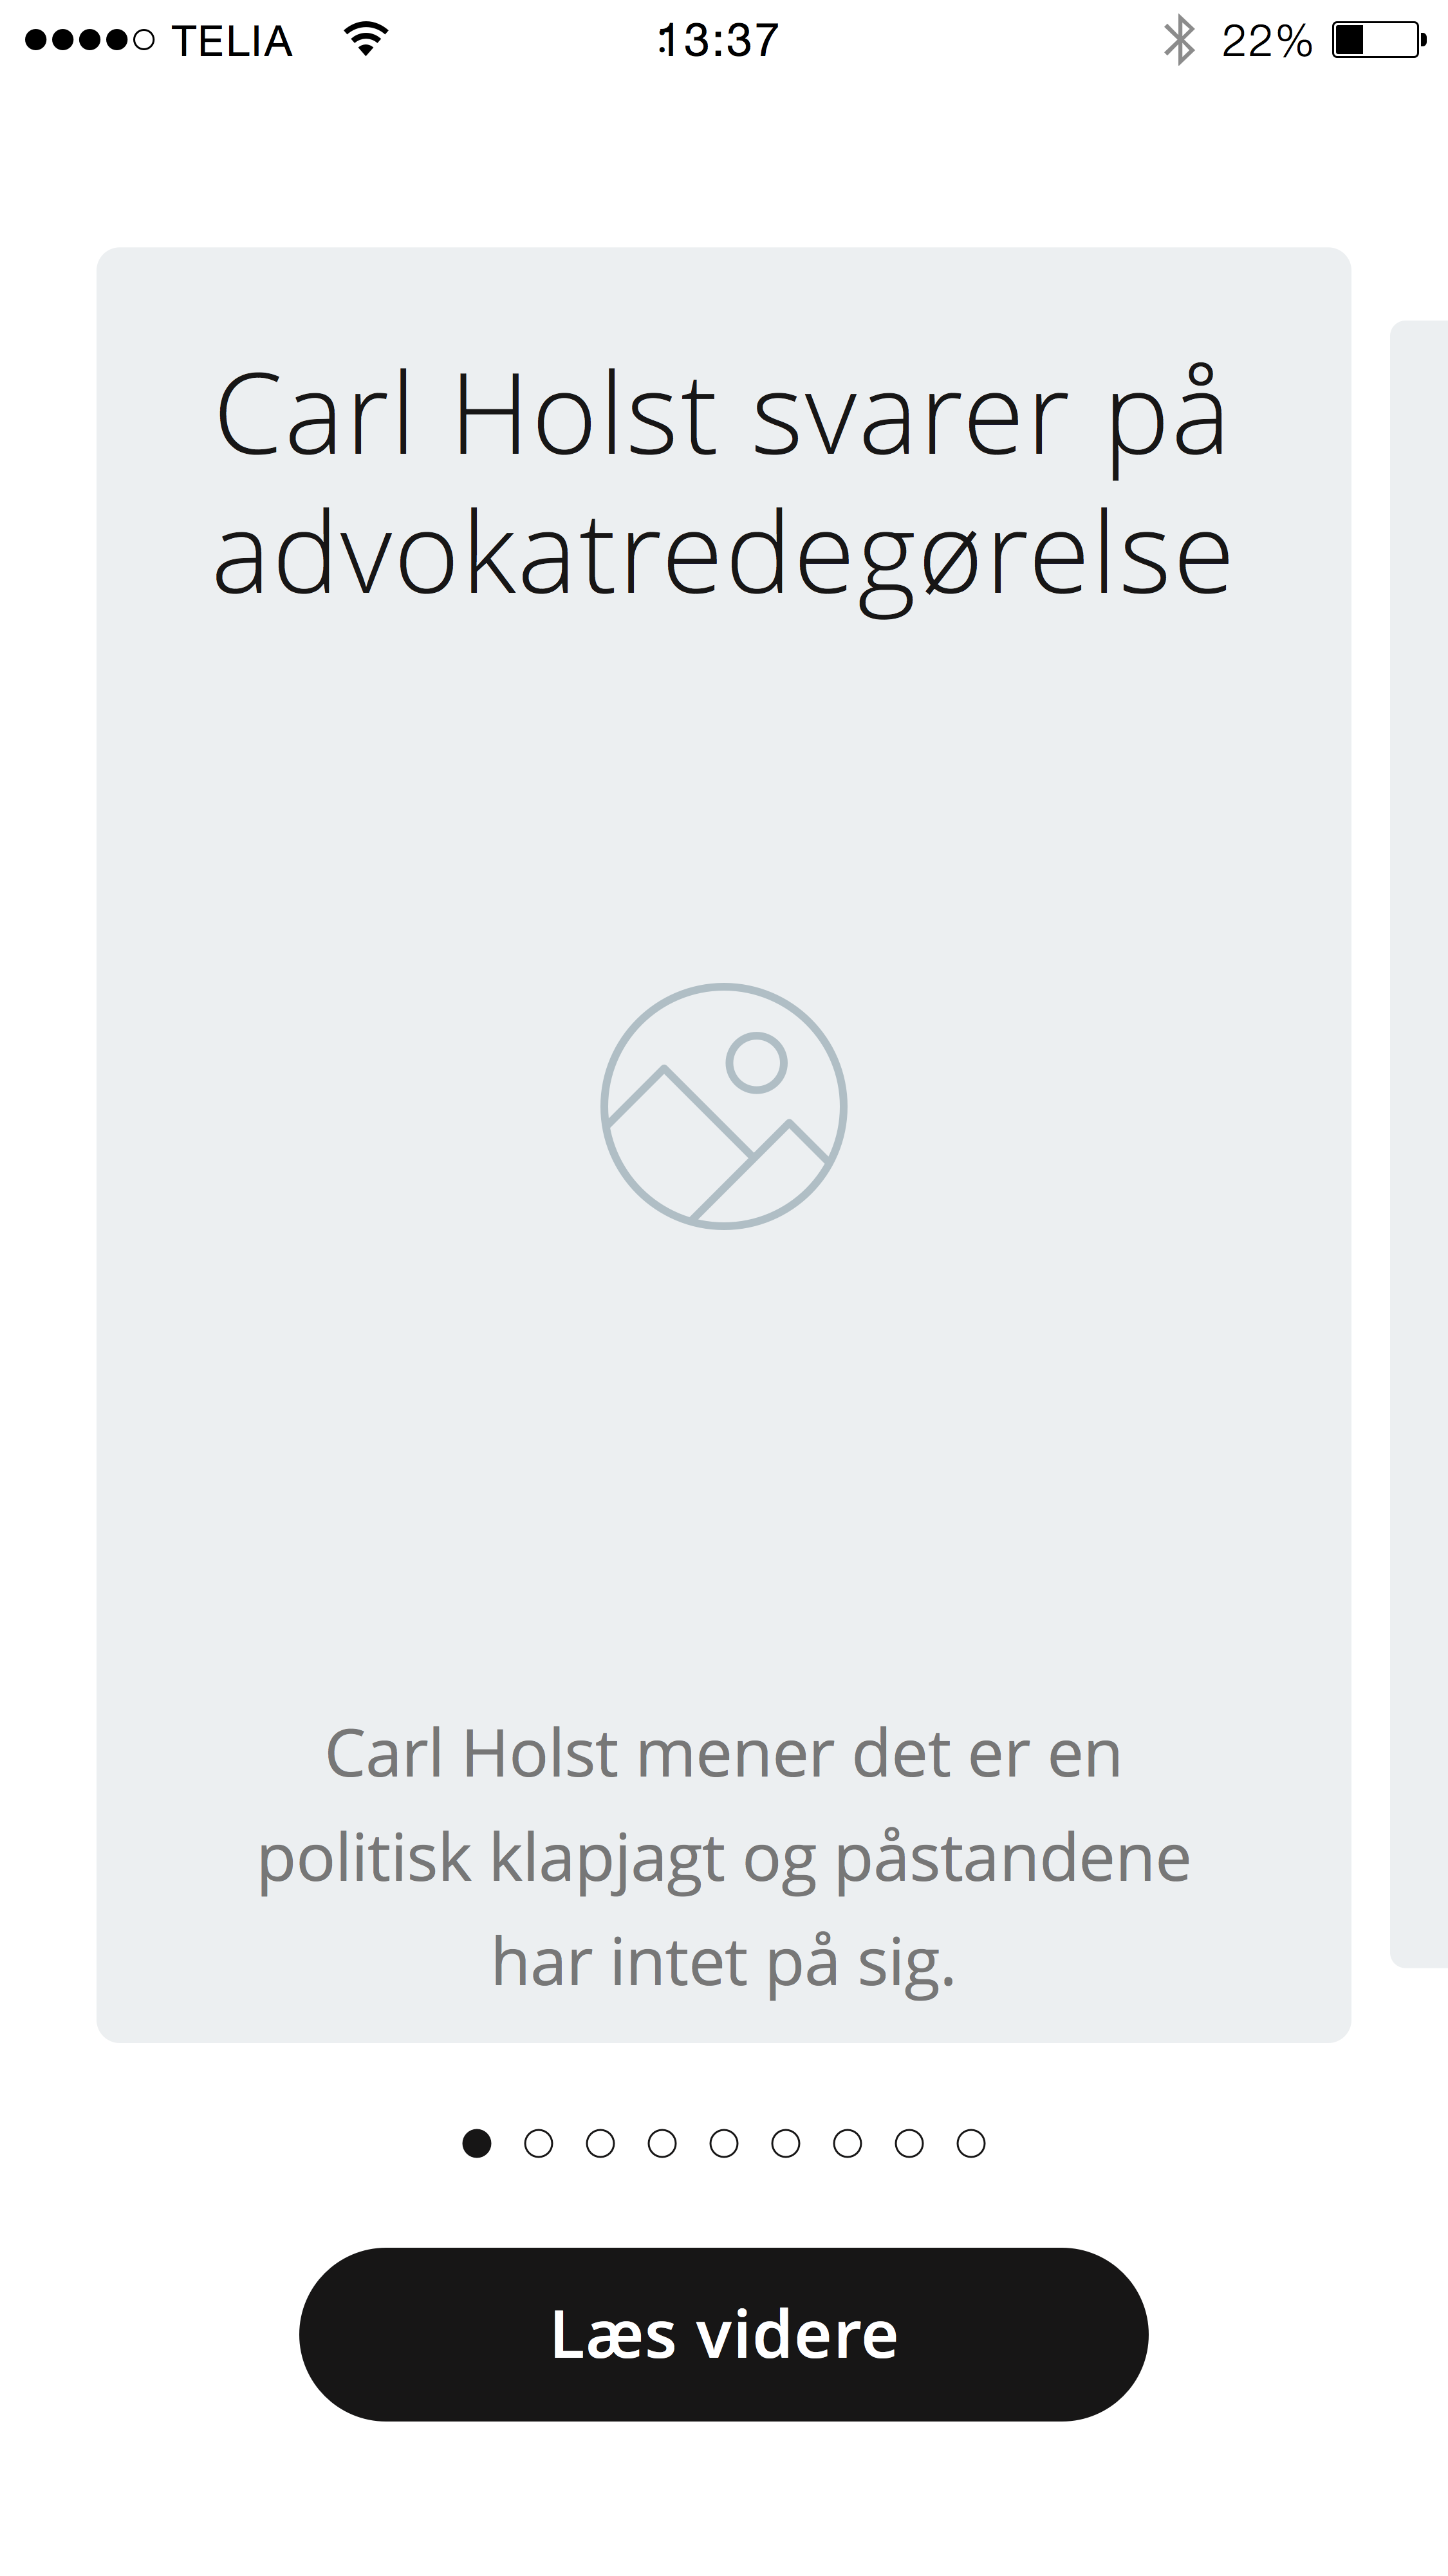 TELIA 13:37 22%
Carl Holst svarer på
advokatredegørelse
Carl Holst mener det er en
politisk klapjagt og påstandene
har intet på sig.
Læs videre